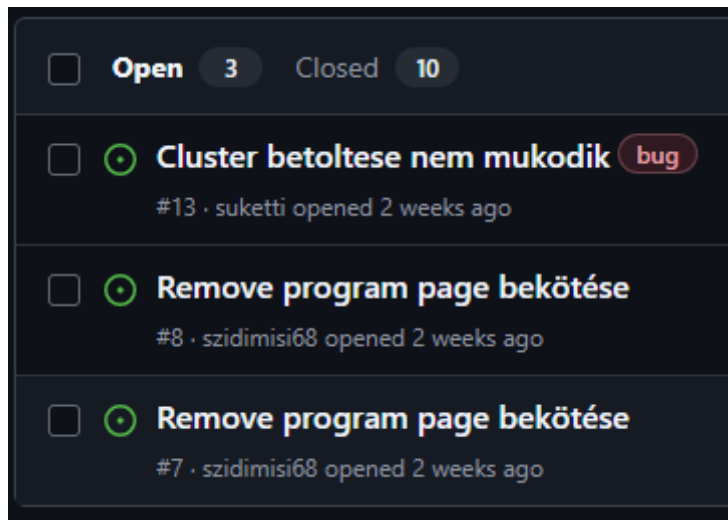 Open 3 Closed 10
Cluster betoltese nem mukodik bug
#13 · suketti opened 2 weeks ago
Remove program page bekötése
#8 · szidimisi68 opened 2 weeks ago
Remove program page bekötése
#7 · szidimisi68 opened 2 weeks ago